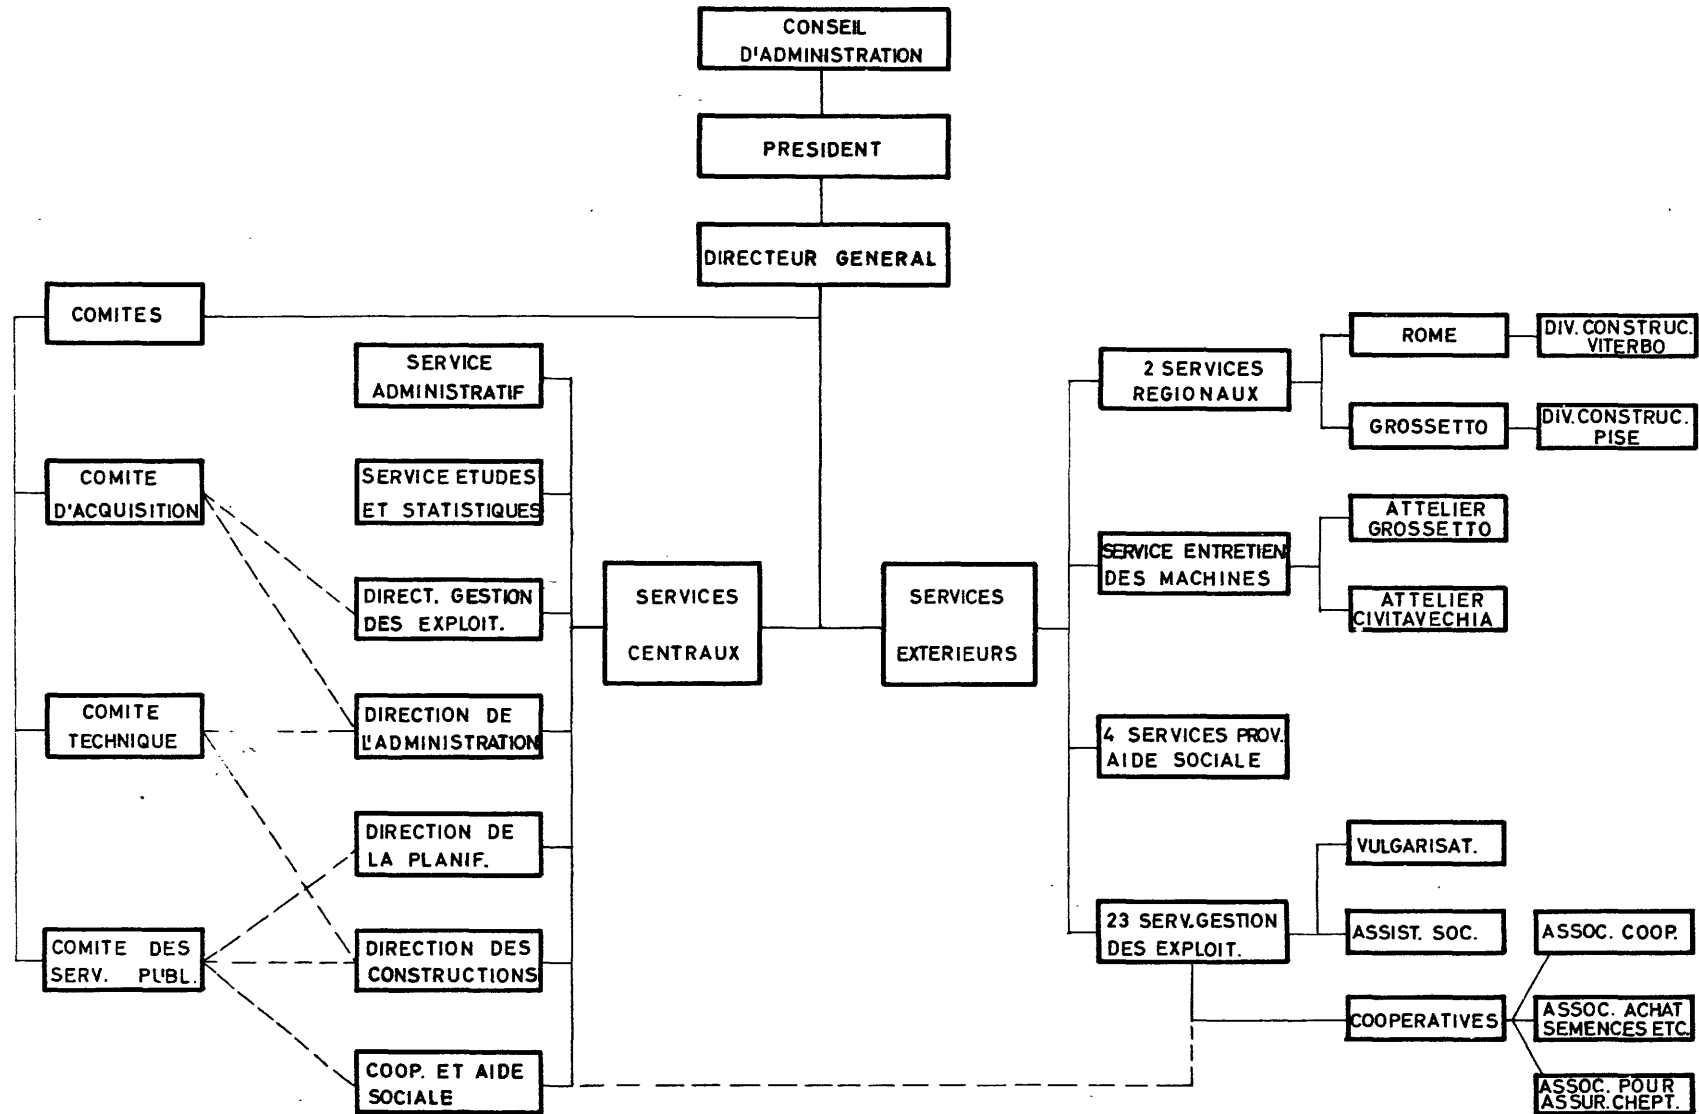 CONSEIL
D'ADMINISTRATION
PRESIDENT
DIRECTEUR GENERAL
COMITES
SERVICE
ADMINISTRATIF
COMITE
D'ACQUISITION
SERVICE ETUDES
ET STATISTIQUES
DIRECT. GESTION
DES EXPLOIT.
SERVICES
CENTRAUX
SERVICES
EXTERIEURS
COMITE
TECHNIQUE
DIRECTION DE
L'ADMINISTRATION
DIRECTION DE
LA PLANIF.
COMITE DES
SERV. PUBL.
DIRECTION DES
CONSTRUCTIONS
COOP. ET AIDE
SOCIALE
2 SERVICES
REGIONAUX
ROME
DIV. CONSTRUC.
VITERBO
GROSSETTO
DIV. CONSTRUC.
PISE
SERVICE ENTRETIEN
DES MACHINES
ATTELIER
GROSSETTO
ATTELIER
CIVITAVECHIA
4 SERVICES PROV.
AIDE SOCIALE
23 SERV. GESTION
DES EXPLOIT.
VULGARISAT.
ASSIST. SOC.
COOPERATIVES
ASSOC. COOP.
ASSOC. ACHAT
SEMENCES ETC.
ASSOC. POUR
ASSUR. CHEPT.